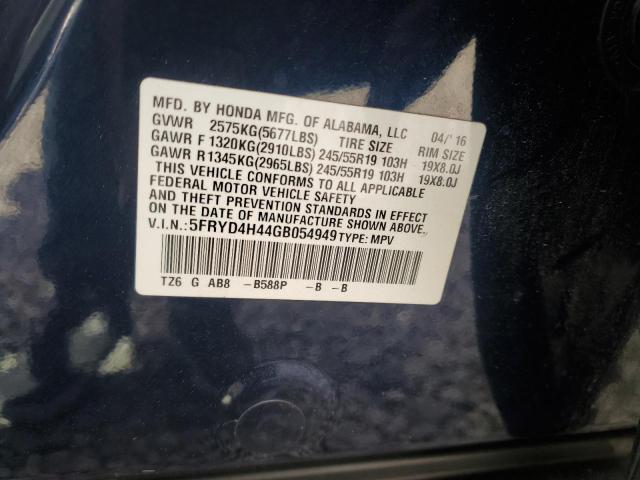 MFD. BY HONDA MFG. OF ALABAMA, LLC 04/'16
GVWR 2575KG(5677LBS) TIRE SIZE RIM SIZE
GAWR F 1320KG(2910LBS) 245/55R19 103H 19X8.0J
GAWR R 1345KG(2965LBS) 245/55R19 103H 19X8.0J
THIS VEHICLE CONFORMS TO ALL APPLICABLE
FEDERAL MOTOR VEHICLE SAFETY
AND THEFT PREVENTION STANDARDS IN EFFECT
ON THE DATE OF MANUFACTURE SHOWN ABOVE.
V.I.N.:5FRYD4H44GB054949 TYPE: MPV
TZ6 G AB8 -B588P -B -B